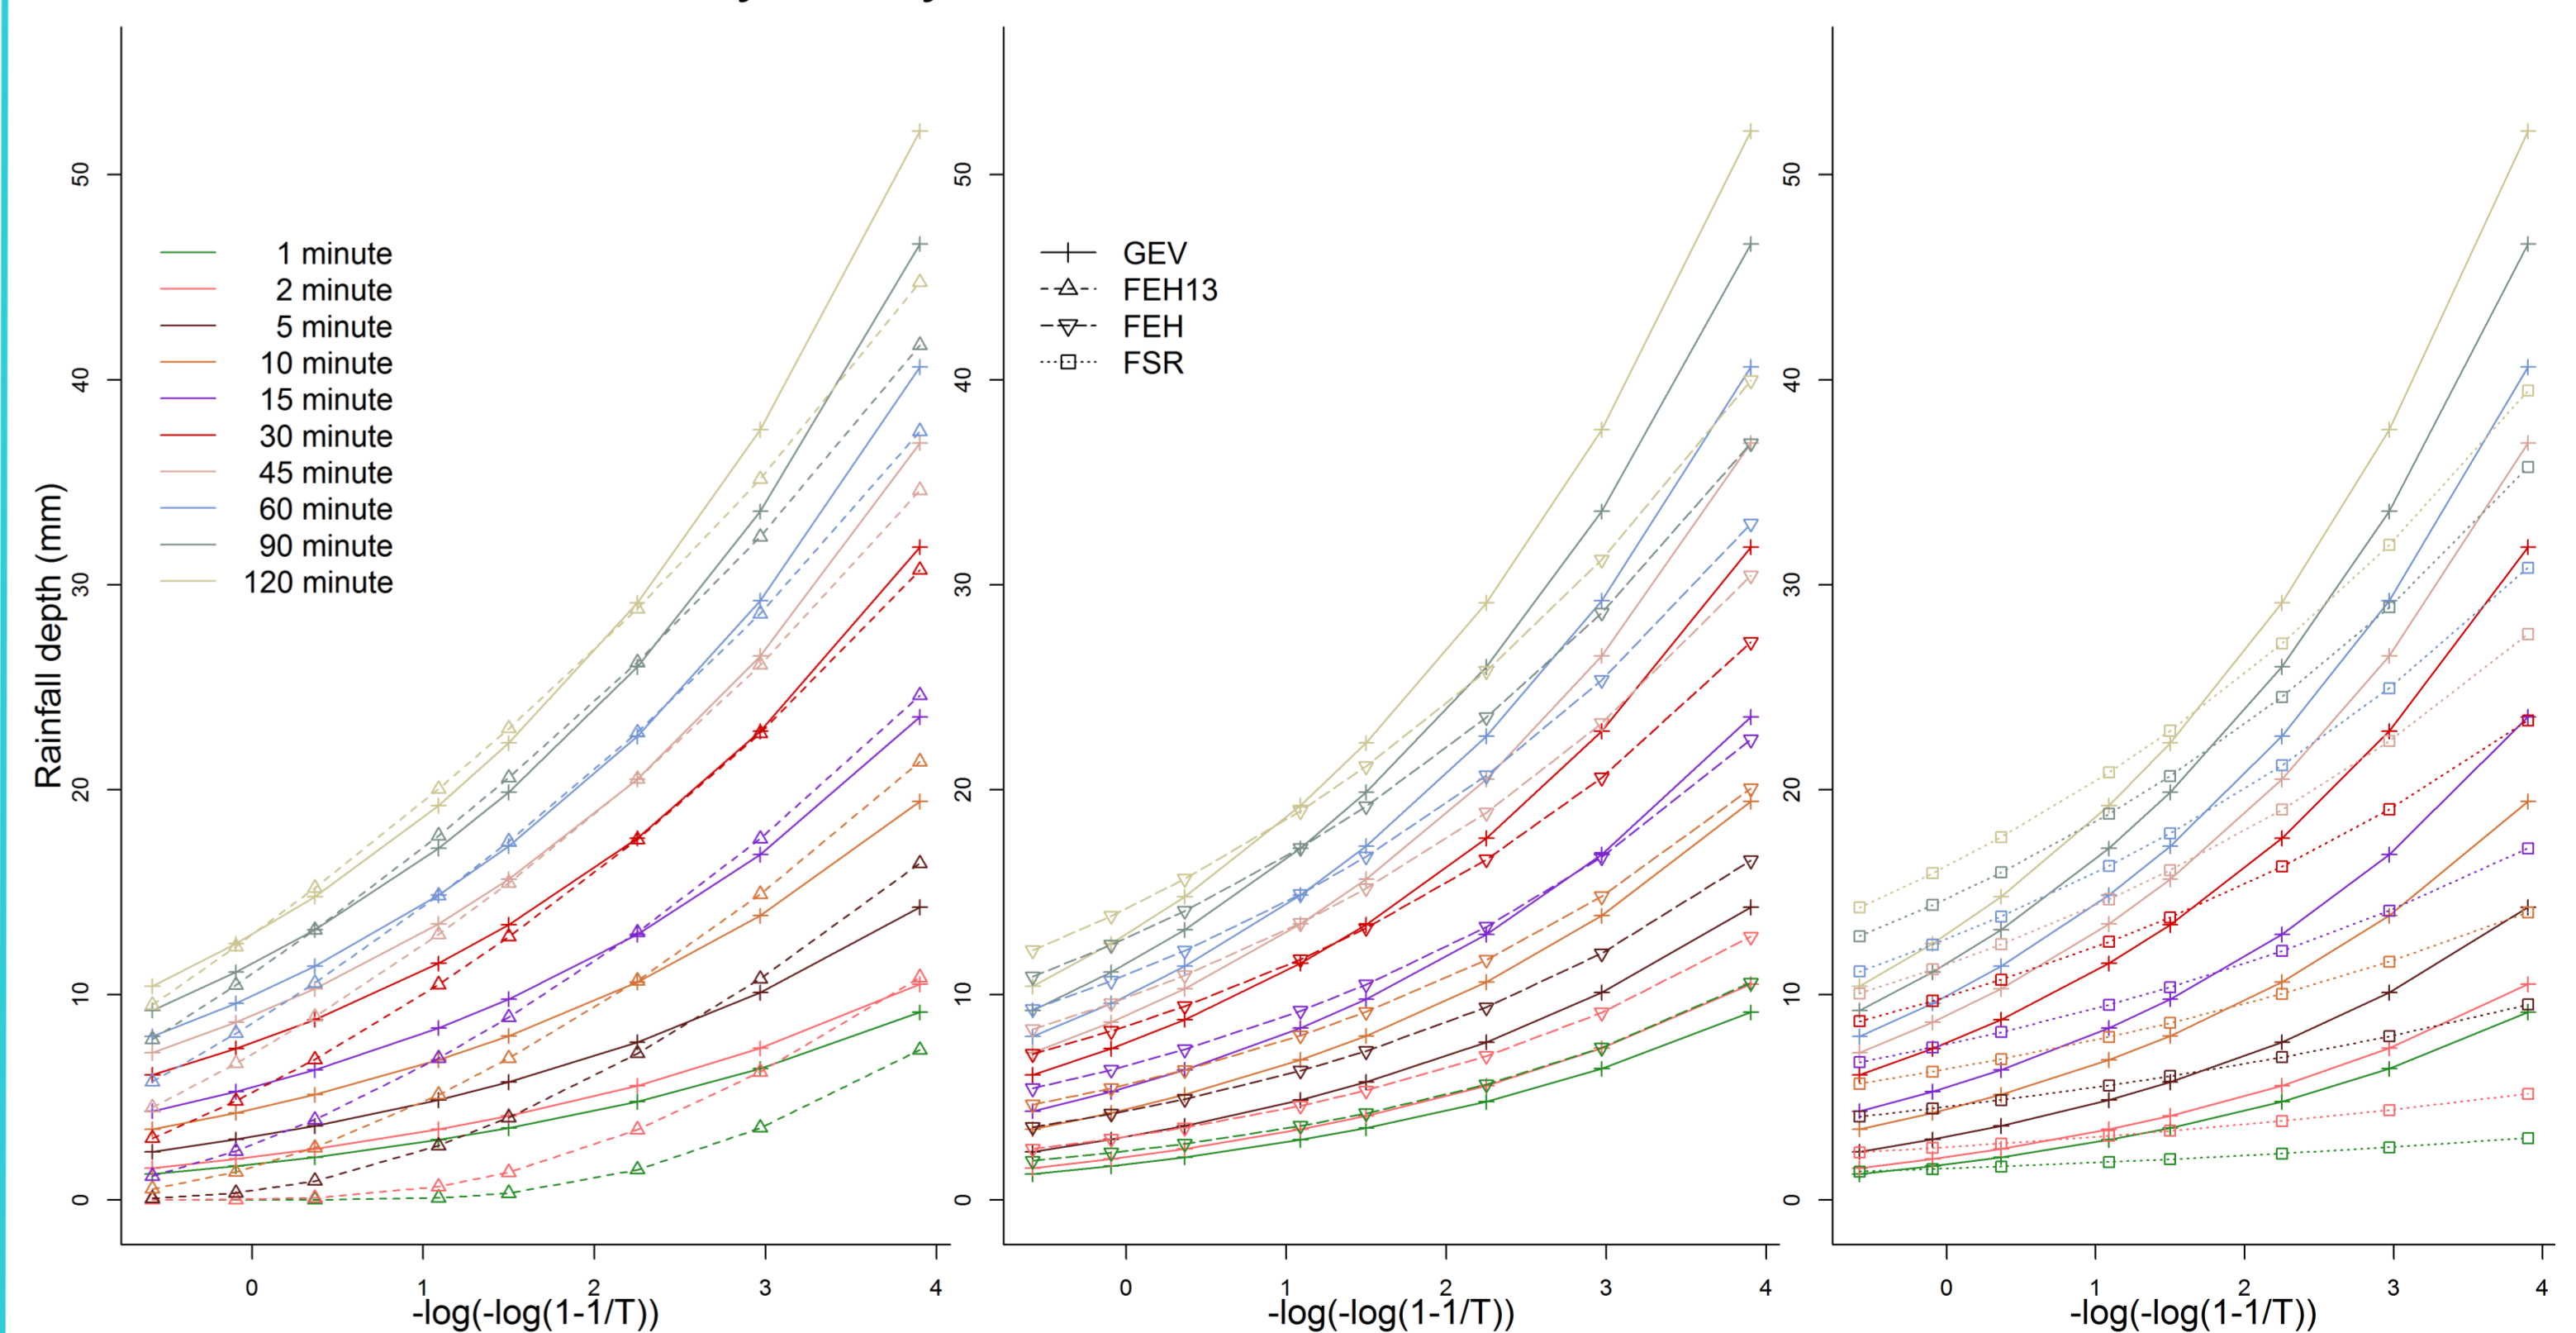 Rainfall depth (mm)
0
10
20
30
40
50
1 minute
2 minute
5 minute
10 minute
15 minute
30 minute
45 minute
60 minute
90 minute
120 minute
0 1 2 3 4
-log(-log(1-1/T))
0
10
20
30
40
50
GEV
FEH13
FEH
FSR
0 1 2 3 4
-log(-log(1-1/T))
0
10
20
30
40
50
0 1 2 3 4
-log(-log(1-1/T))